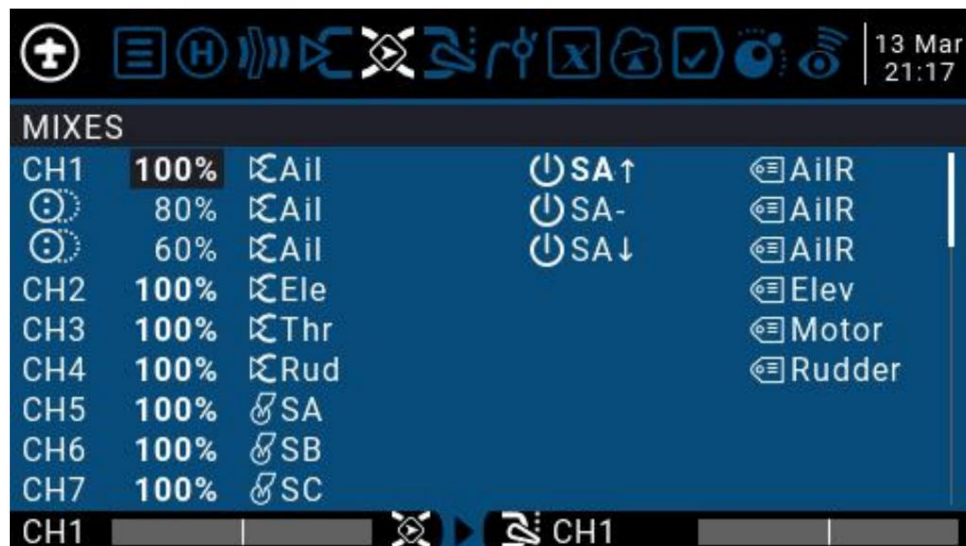 13 Mar
21:17
MIXES
CH1 100% Ail SA↑ AilR
80% Ail SA- AilR
60% Ail SA↓ AilR
CH2 100% Ele Elev
CH3 100% Thr Motor
CH4 100% Rud Rudder
CH5 100% SA
CH6 100% SB
CH7 100% SC
CH1 CH1